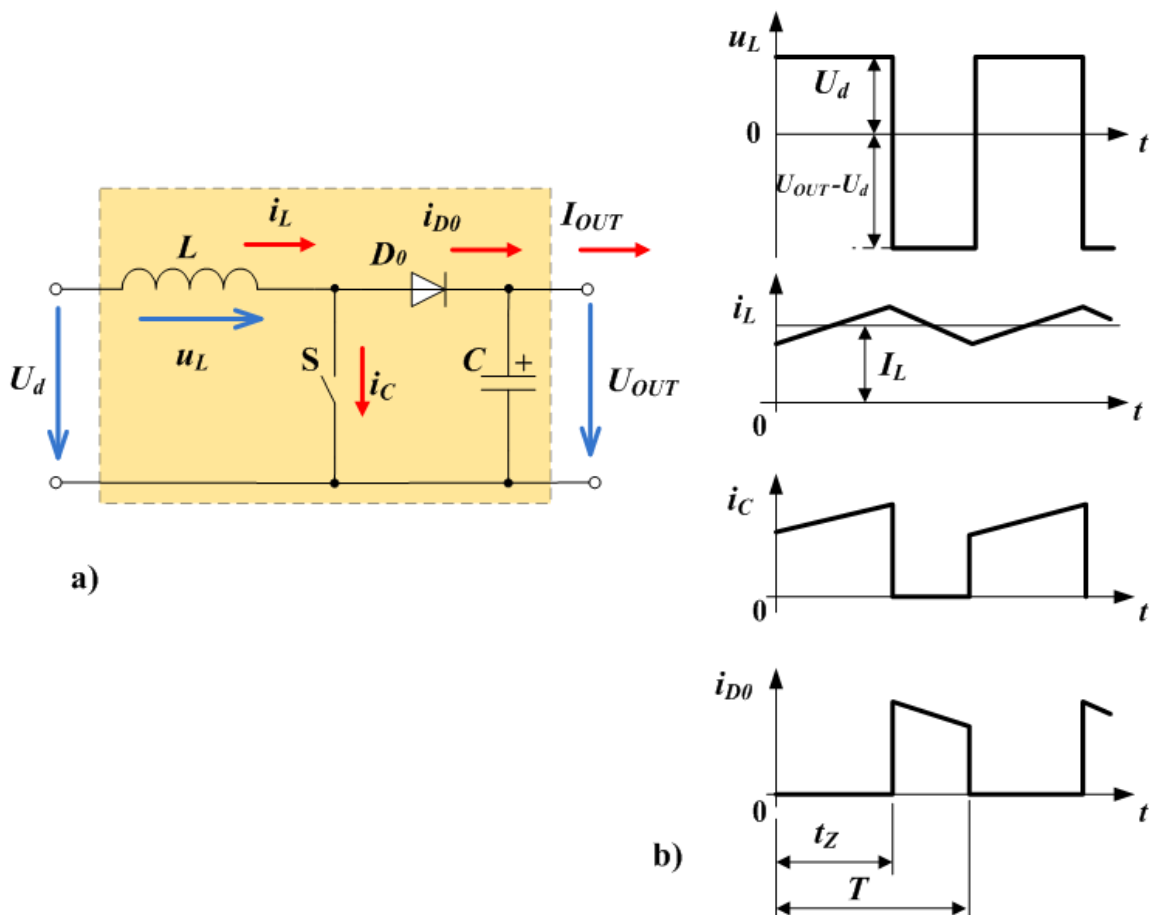 L
i_L
i_D0
I_OUT
D_0
U_d
u_L
S
i_C
C
+
U_OUT
a)
u_L
U_d
0
t
U_OUT-U_d
i_L
I_L
0
t
i_C
0
t
i_D0
0
t
t_Z
T
b)